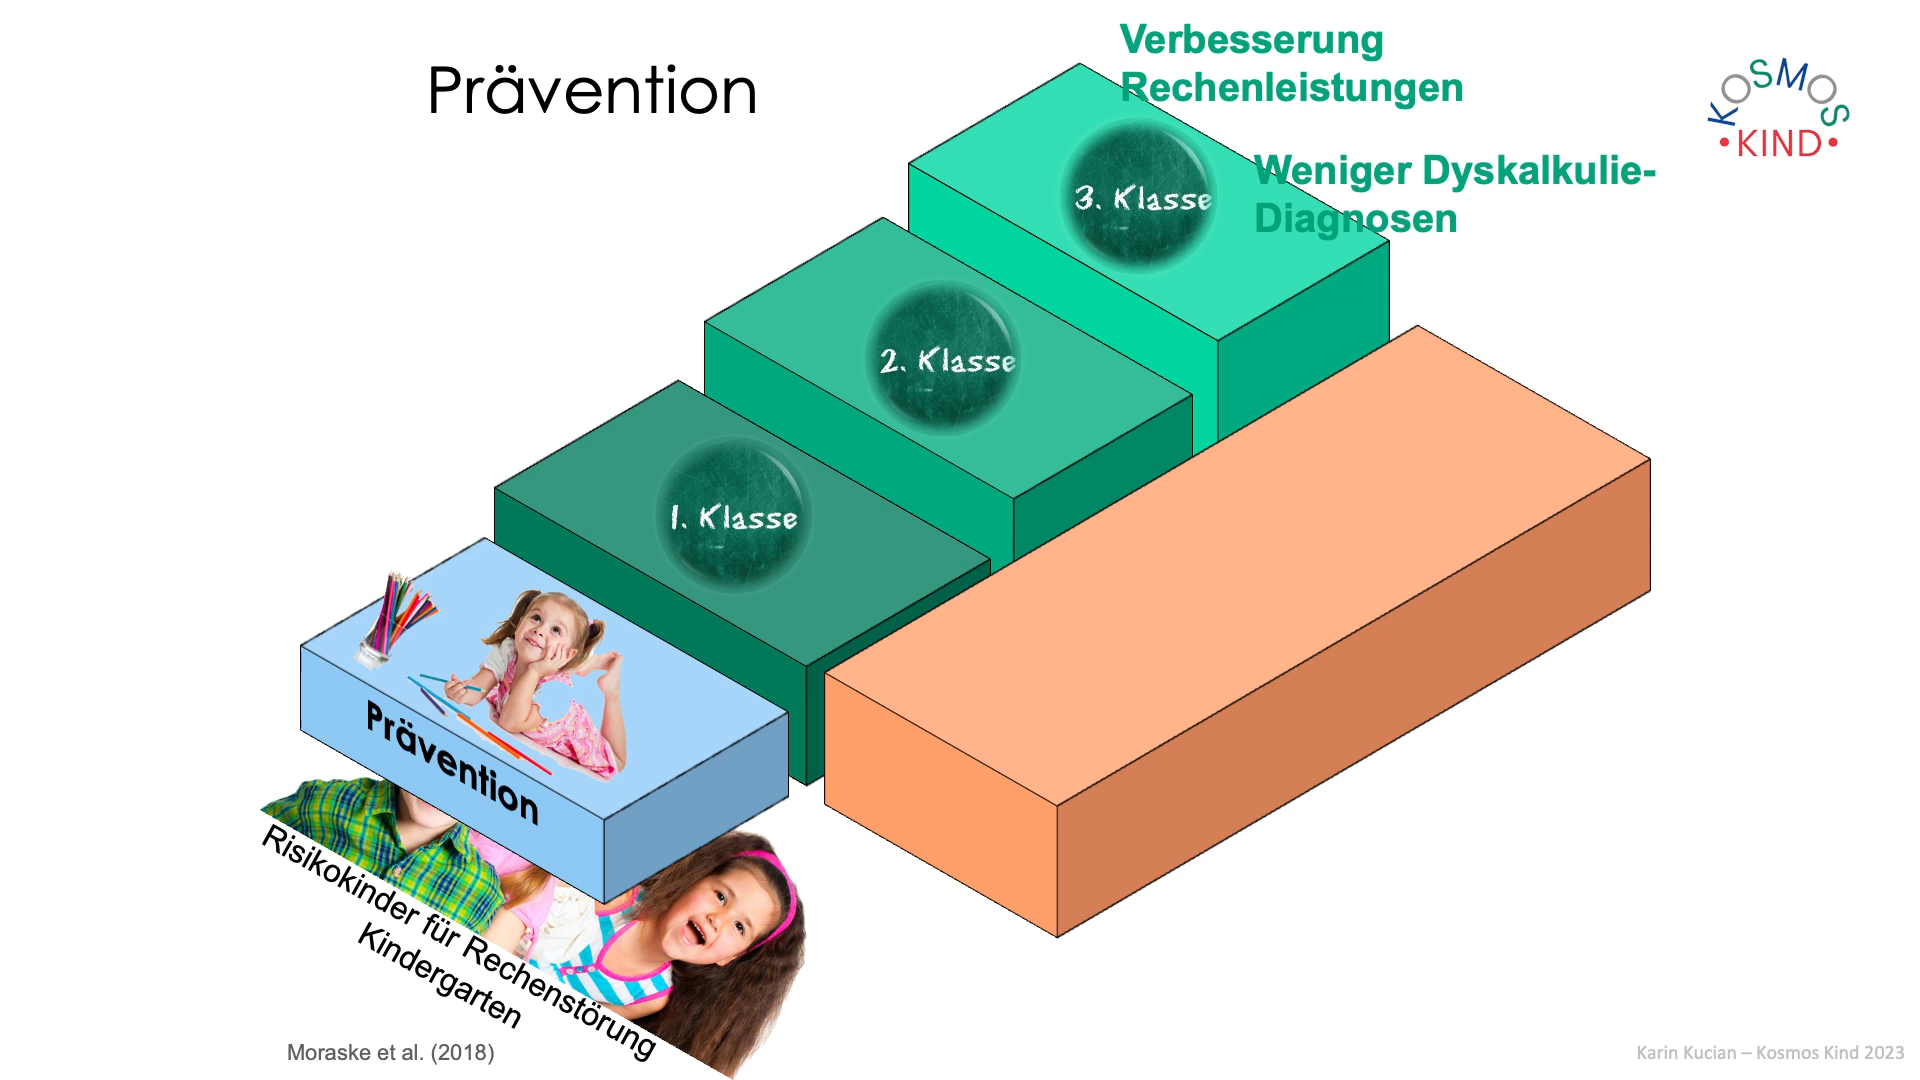 Prävention
Verbesserung
Rechenleistungen
Weniger Dyskalkulie-
Diagnosen
KOSMOS
•KIND•
3. Klasse
2. Klasse
1. Klasse
Prävention
Risikokinder für Rechenstörung
Kindergarten
Moraske et al. (2018)
Karin Kucian – Kosmos Kind 2023